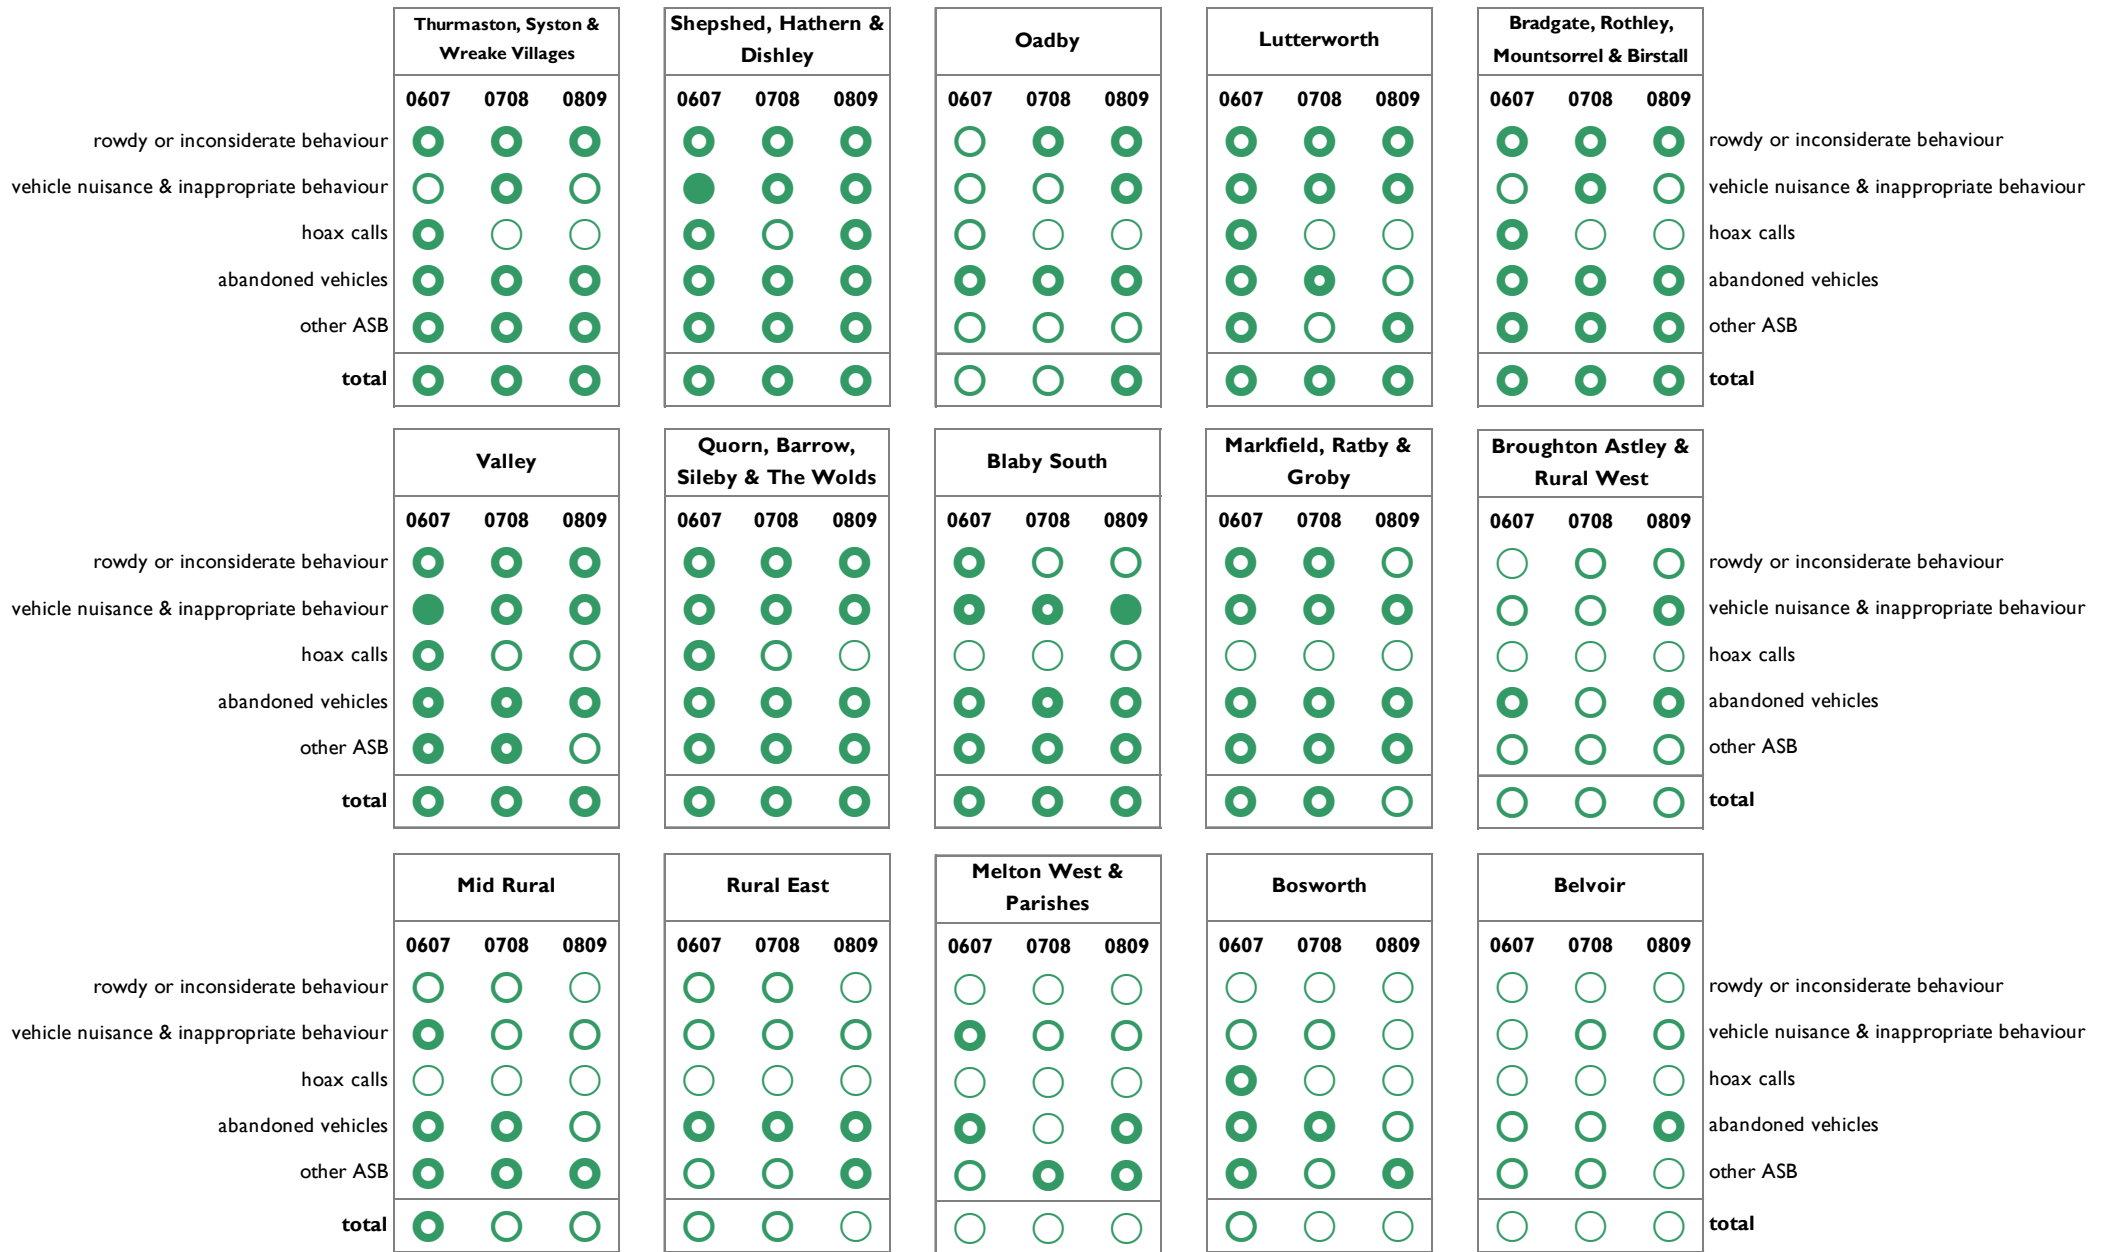 Thurmaston, Syston &
Wreake Villages
Shepshed, Hathern &
Dishley
Oadby
Lutterworth
Bradgate, Rothley,
Mountsorrel & Birstall
0607 0708 0809 0607 0708 0809 0607 0708 0809 0607 0708 0809 0607 0708 0809
rowdy or inconsiderate behaviour rowdy or inconsiderate behaviour
vehicle nuisance & inappropriate behaviour vehicle nuisance & inappropriate behaviour
hoax calls hoax calls
abandoned vehicles abandoned vehicles
other ASB other ASB
total total
Valley
Quorn, Barrow,
Sileby & The Wolds
Blaby South
Markfield, Ratby &
Groby
Broughton Astley &
Rural West
0607 0708 0809 0607 0708 0809 0607 0708 0809 0607 0708 0809 0607 0708 0809
rowdy or inconsiderate behaviour rowdy or inconsiderate behaviour
vehicle nuisance & inappropriate behaviour vehicle nuisance & inappropriate behaviour
hoax calls hoax calls
abandoned vehicles abandoned vehicles
other ASB other ASB
total total
Mid Rural
Rural East
Melton West &
Parishes
Bosworth
Belvoir
0607 0708 0809 0607 0708 0809 0607 0708 0809 0607 0708 0809 0607 0708 0809
rowdy or inconsiderate behaviour rowdy or inconsiderate behaviour
vehicle nuisance & inappropriate behaviour vehicle nuisance & inappropriate behaviour
hoax calls hoax calls
abandoned vehicles abandoned vehicles
other ASB other ASB
total total